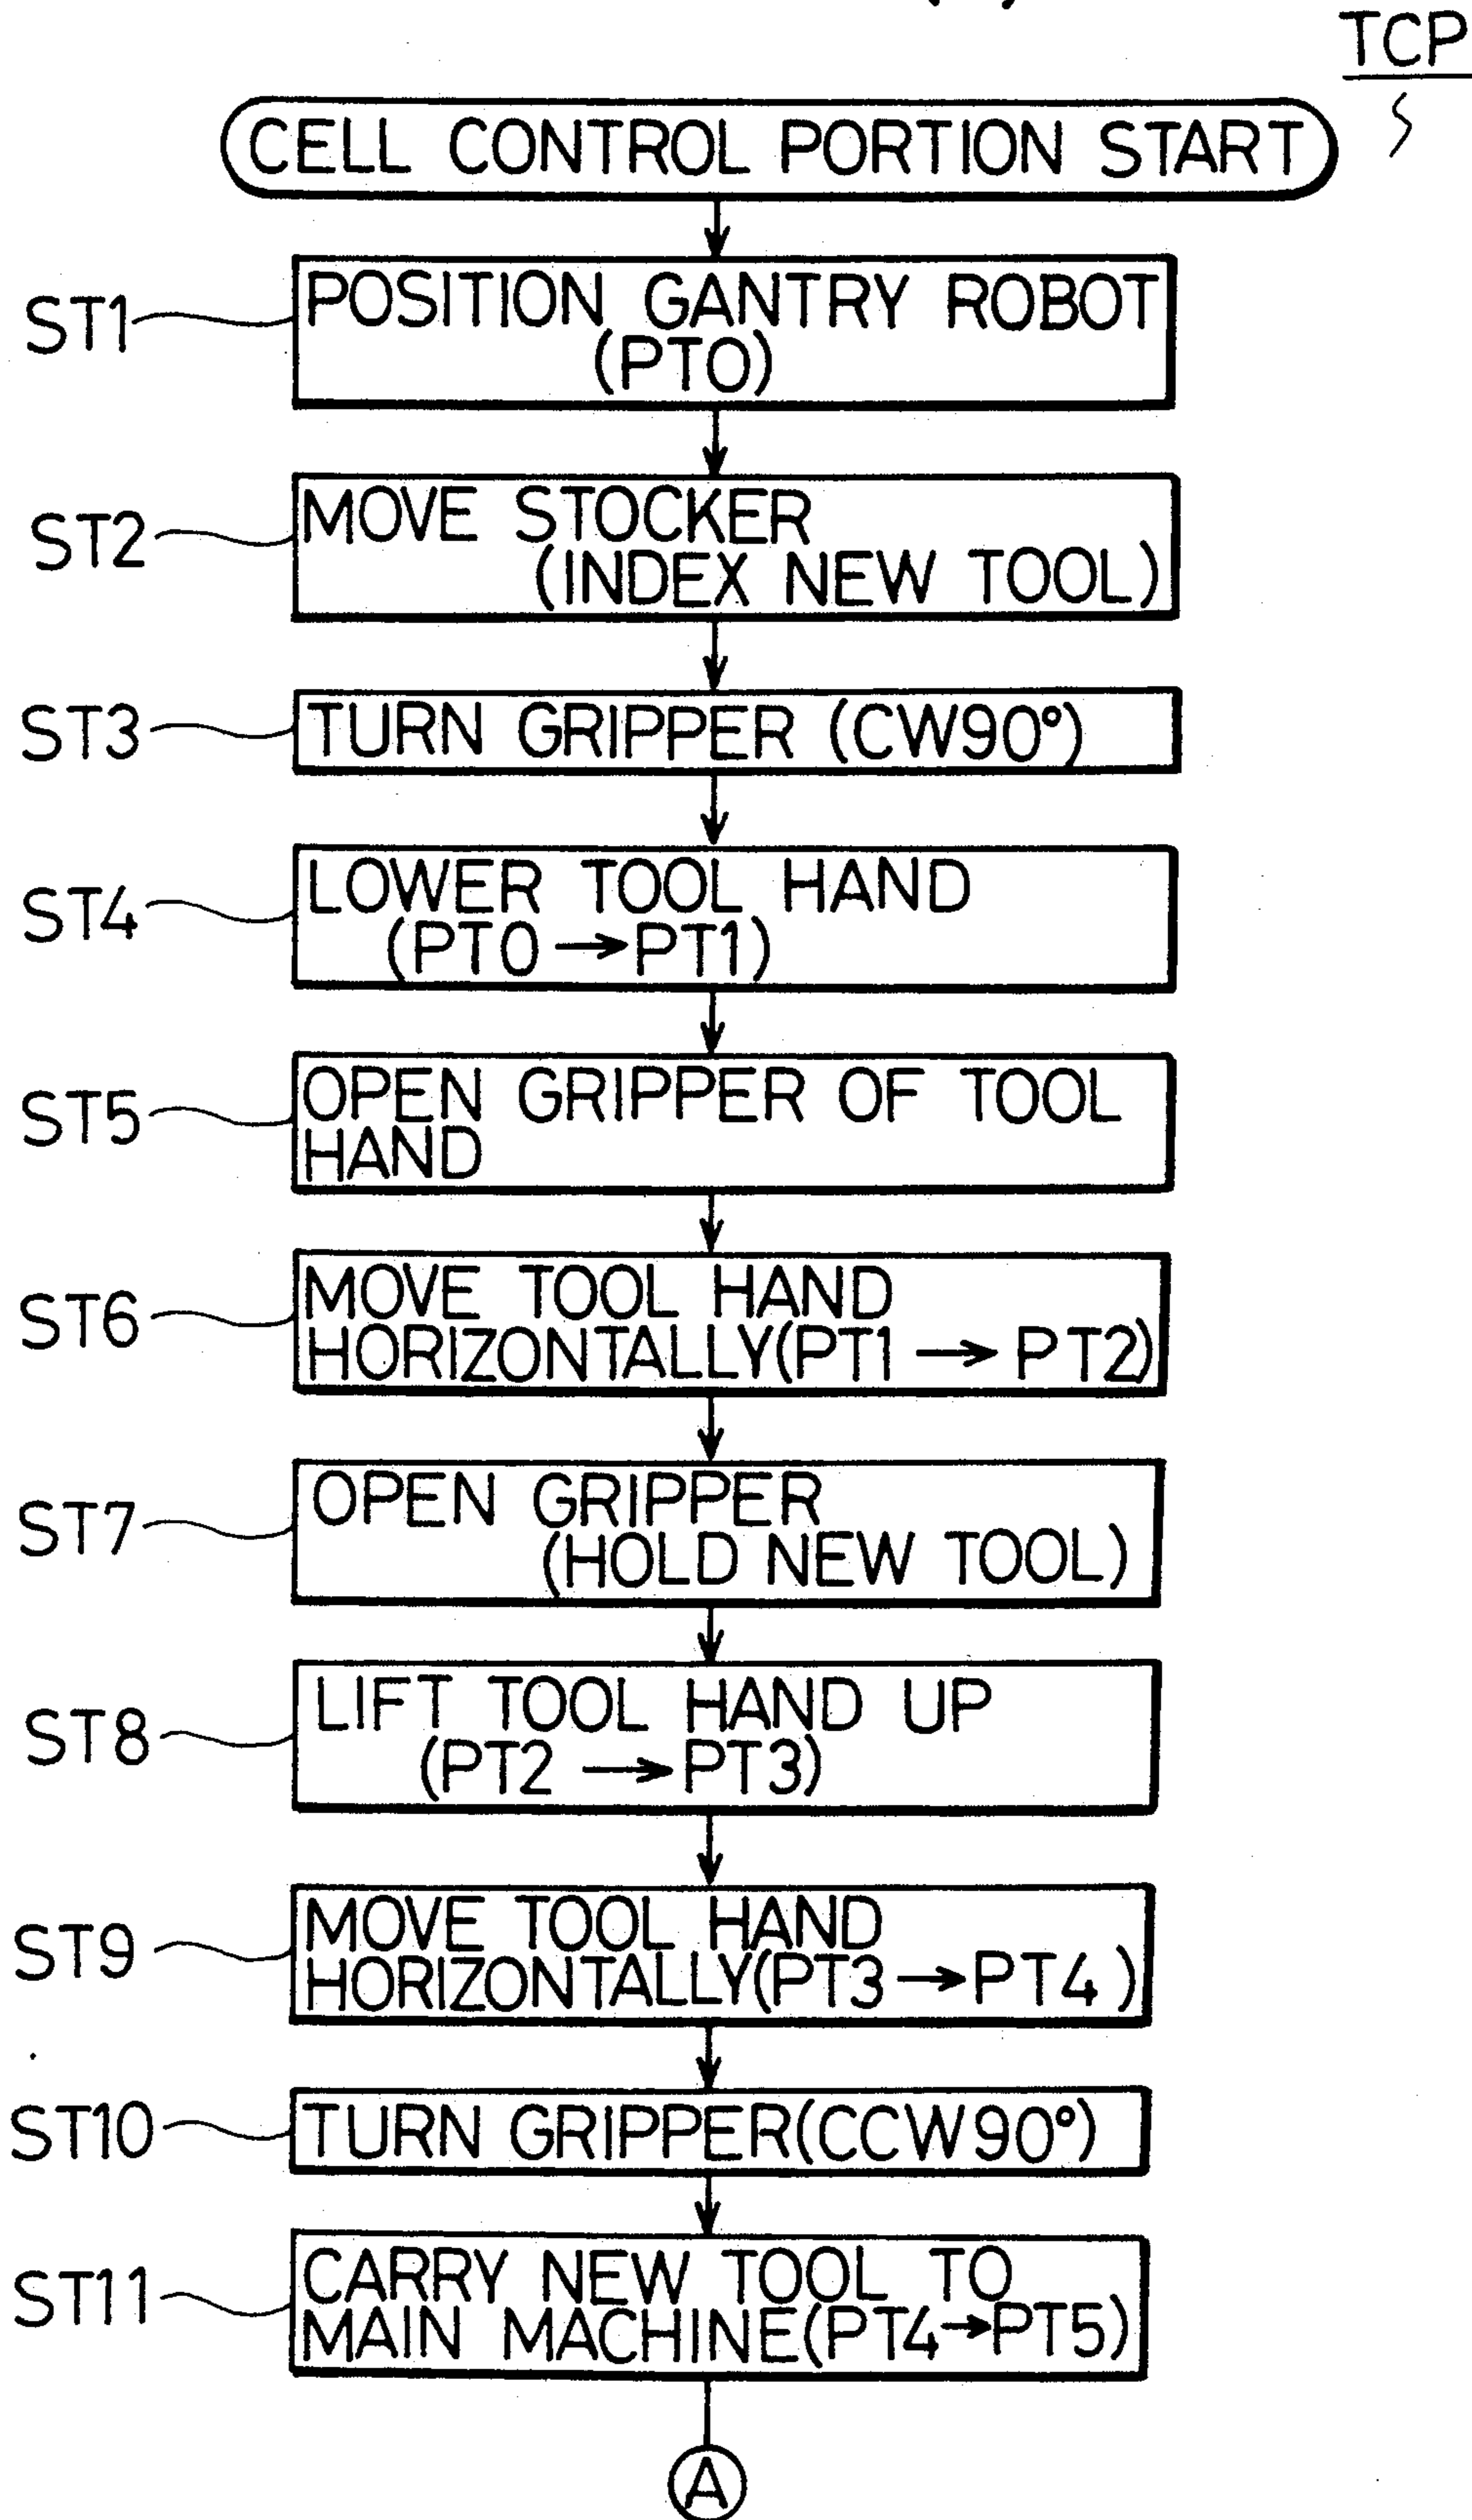 TCP
CELL CONTROL PORTION START
ST1
POSITION GANTRY ROBOT
(PT0)
ST2
MOVE STOCKER
(INDEX NEW TOOL)
ST3
TURN GRIPPER (CW90°)
ST4
LOWER TOOL HAND
(PT0→PT1)
ST5
OPEN GRIPPER OF TOOL
HAND
ST6
MOVE TOOL HAND
HORIZONTALLY(PT1→PT2)
ST7
OPEN GRIPPER
(HOLD NEW TOOL)
ST8
LIFT TOOL HAND UP
(PT2→PT3)
ST9
MOVE TOOL HAND
HORIZONTALLY(PT3→PT4)
ST10
TURN GRIPPER(CCW90°)
ST11
CARRY NEW TOOL TO
MAIN MACHINE(PT4→PT5)
A